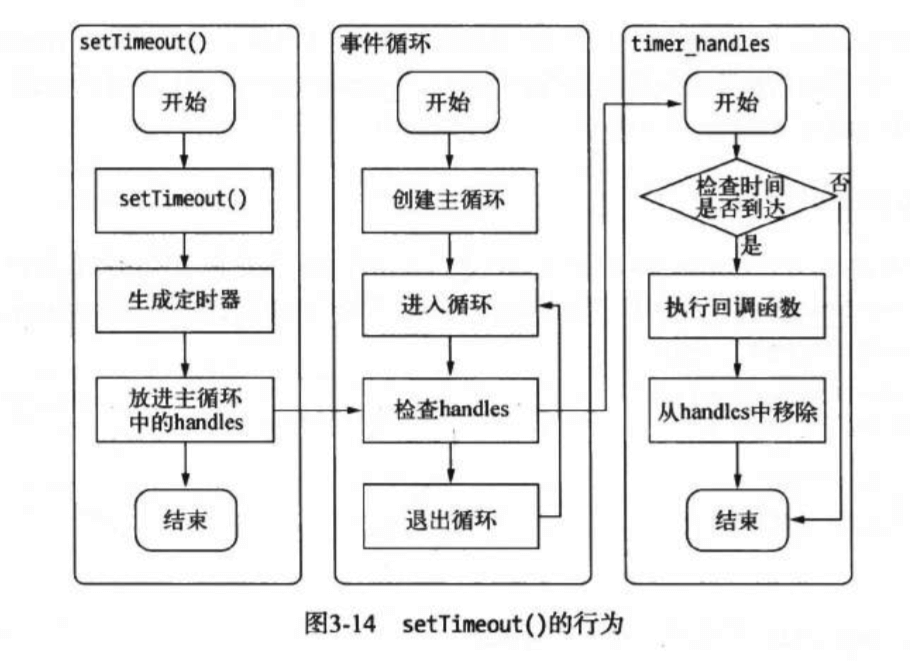 setTimeout()
开始
setTimeout()
生成定时器
放进主循环
中的handles
结束
事件循环
开始
创建主循环
进入循环
检查handles
退出循环
timer_handles
开始
检查时间
是否到达
否
是
执行回调函数
从handles中移除
结束
图3-14 setTimeout()的行为